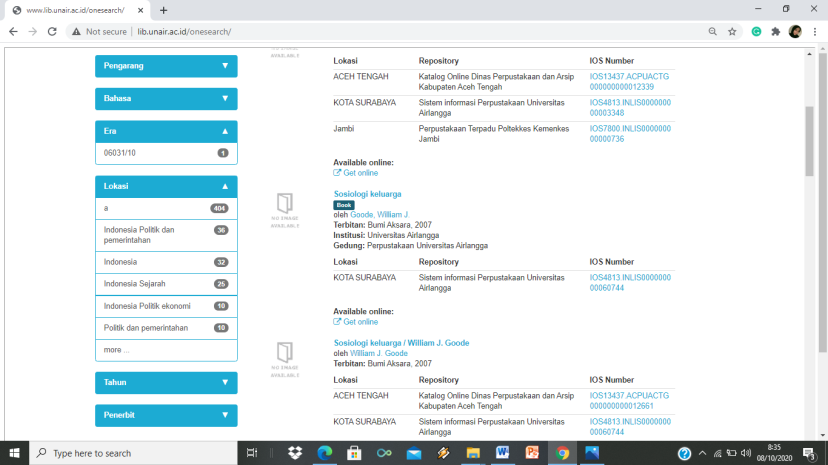 www.lib.unair.ac.id/onesearch/
Not secure | lib.unair.ac.id/onesearch/
Pengarang
Bahasa
Era
06031/10 1
Lokasi
a 404
Indonesia Politik dan 36
pemerintahan
Indonesia 32
Indonesia Sejarah 25
Indonesia Politik ekonomi 10
Politik dan pemerintahan 10
more ...
Tahun
Penerbit
AVAILABLE
Lokasi Repository IOS Number
ACEH TENGAH Katalog Online Dinas Perpustakaan dan Arsip IOS13437.ACPUACTG
Kabupaten Aceh Tengah 000000000012339
KOTA SURABAYA Sistem informasi Perpustakaan Universitas IOS4813.INLIS0000000
Airlangga 00003348
Jambi Perpustakaan Terpadu Poltekkes Kemenkes IOS7800.INLIS0000000
Jambi 00000736
Available online:
Get online
NO IMAGE
AVAILABLE
Sosiologi keluarga
Book
oleh Goode, William J.
Terbitan: Bumi Aksara, 2007
Institusi: Universitas Airlangga
Gedung: Perpustakaan Universitas Airlangga
Lokasi Repository IOS Number
KOTA SURABAYA Sistem informasi Perpustakaan Universitas IOS4813.INLIS0000000
Airlangga 00060744
Available online:
Get online
NO IMAGE
AVAILABLE
Sosiologi keluarga / William J. Goode
oleh William J. Goode
Terbitan: Bumi Aksara, 2007
Lokasi Repository IOS Number
ACEH TENGAH Katalog Online Dinas Perpustakaan dan Arsip IOS13437.ACPUACTG
Kabupaten Aceh Tengah 000000000012661
KOTA SURABAYA Sistem informasi Perpustakaan Universitas IOS4813.INLIS0000000
Airlangga 00060744
Type here to search
8:35
08/10/2020
3